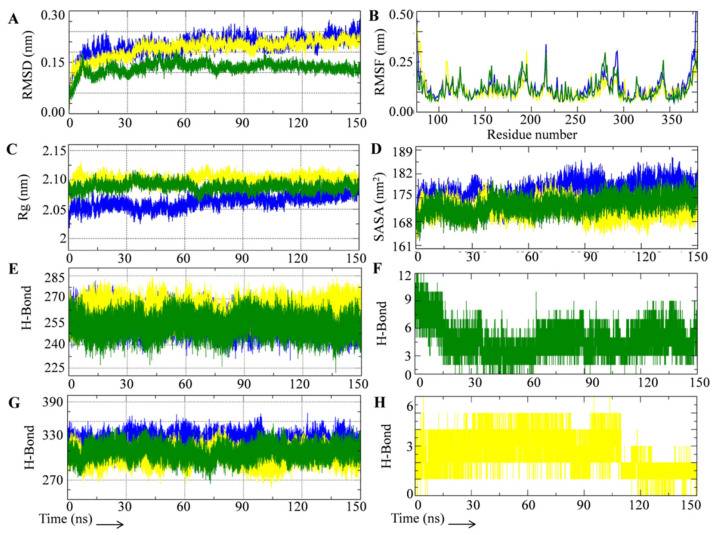 A
RMSD (nm)
0.30
0.15
0.00
0 30 60 90 120 150
B
RMSF (nm)
0.50
0.25
0.00
100 150 200 250 300 350
Residue number
C
Rg (nm)
2.15
2.10
2.05
2
0 30 60 90 120 150
D
SASA (nm²)
189
182
175
168
161
0 30 60 90 120 150
E
H-Bond
285
270
255
240
225
0 30 60 90 120 150
F
H-Bond
12
9
6
3
0
0 30 60 90 120 150
G
H-Bond
390
330
270
0 30 60 90 120 150
Time (ns)
H
H-Bond
6
3
0
0 30 60 90 120 150
Time (ns)